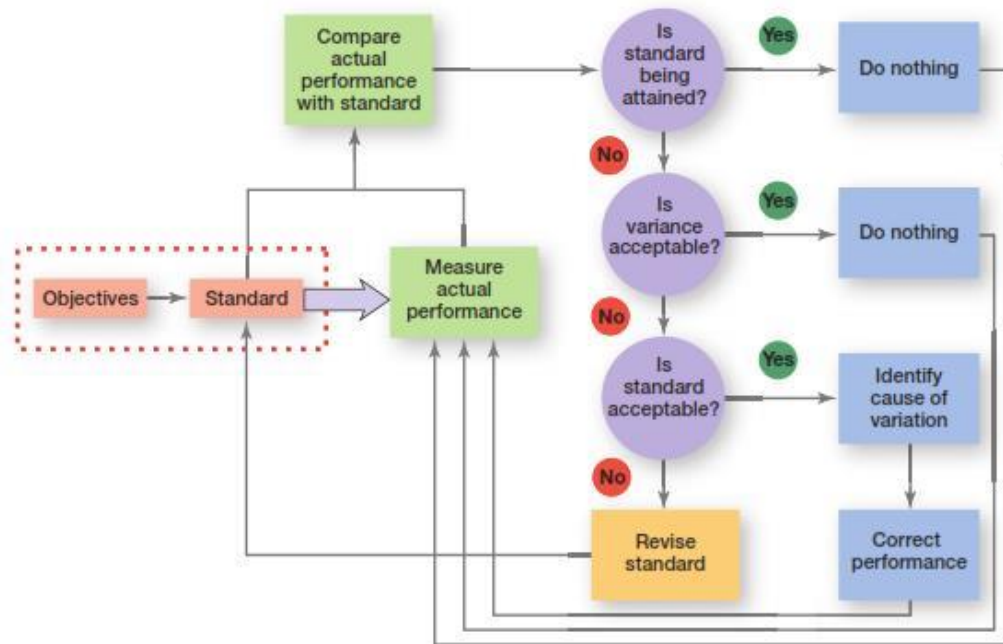 Compare
actual
performance
with standard
Is
standard
being
attained?
Yes
Do nothing
No
Is
variance
acceptable?
Yes
Do nothing
Objectives
Standard
Measure
actual
performance
No
Is
standard
acceptable?
Yes
Identify
cause of
variation
No
Revise
standard
Correct
performance